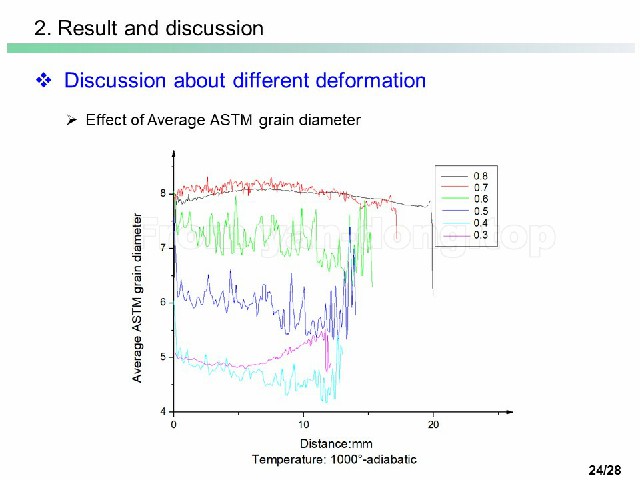 2. Result and discussion
❖ Discussion about different deformation
➢ Effect of Average ASTM grain diameter
0.8
0.7
0.6
0.5
0.4
0.3
8
7
6
5
4
0 10 20
Average ASTM grain diameter
Distance:mm
Temperature: 1000°-adiabatic
24/28